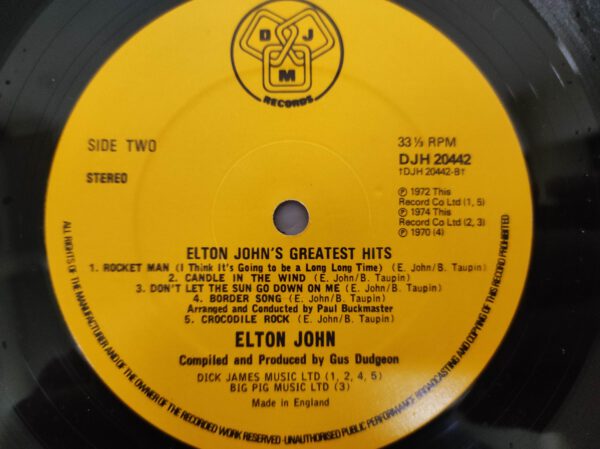 D J M
RECORDS
SIDE TWO
STEREO
33⅓ RPM
DJH 20442
†DJH 20442-B†
℗ 1972 This
Record Co Ltd (1, 5)
℗ 1974 This
Record Co Ltd (2, 3)
℗ 1970 (4)
ELTON JOHN'S GREATEST HITS
1. ROCKET MAN (I Think It's Going to be a Long Long Time) (E. John/B. Taupin)
2. CANDLE IN THE WIND (E. John/B. Taupin)
3. DON'T LET THE SUN GO DOWN ON ME (E. John/B. Taupin)
4. BORDER SONG (E. John/B. Taupin)
Arranged and Conducted by Paul Buckmaster
5. CROCODILE ROCK (E. John/B. Taupin)
ELTON JOHN
Compiled and Produced by Gus Dudgeon
DICK JAMES MUSIC LTD (1, 2, 4, 5)
BIG PIG MUSIC LTD (3)
Made in England
ALL RIGHTS OF THE MANUFACTURER AND OF THE OWNER OF THE RECORDED WORK RESERVED-UNAUTHORISED PUBLIC PERFORMANCE BROADCASTING AND COPYING OF THIS RECORD PROHIBITED